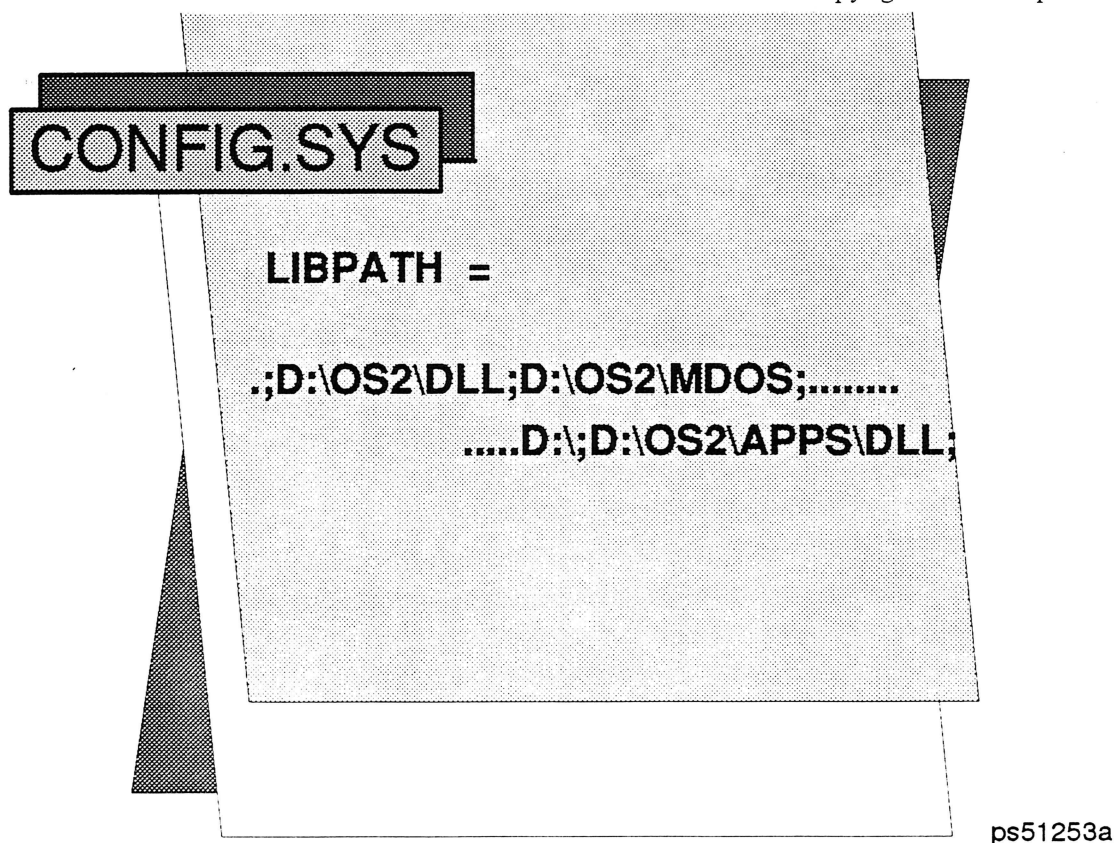 CONFIG.SYS
LIBPATH =
.;D:\OS2\DLL;D:\OS2\MDOS;........
.....D:\;D:\OS2\APPS\DLL;
ps51253a